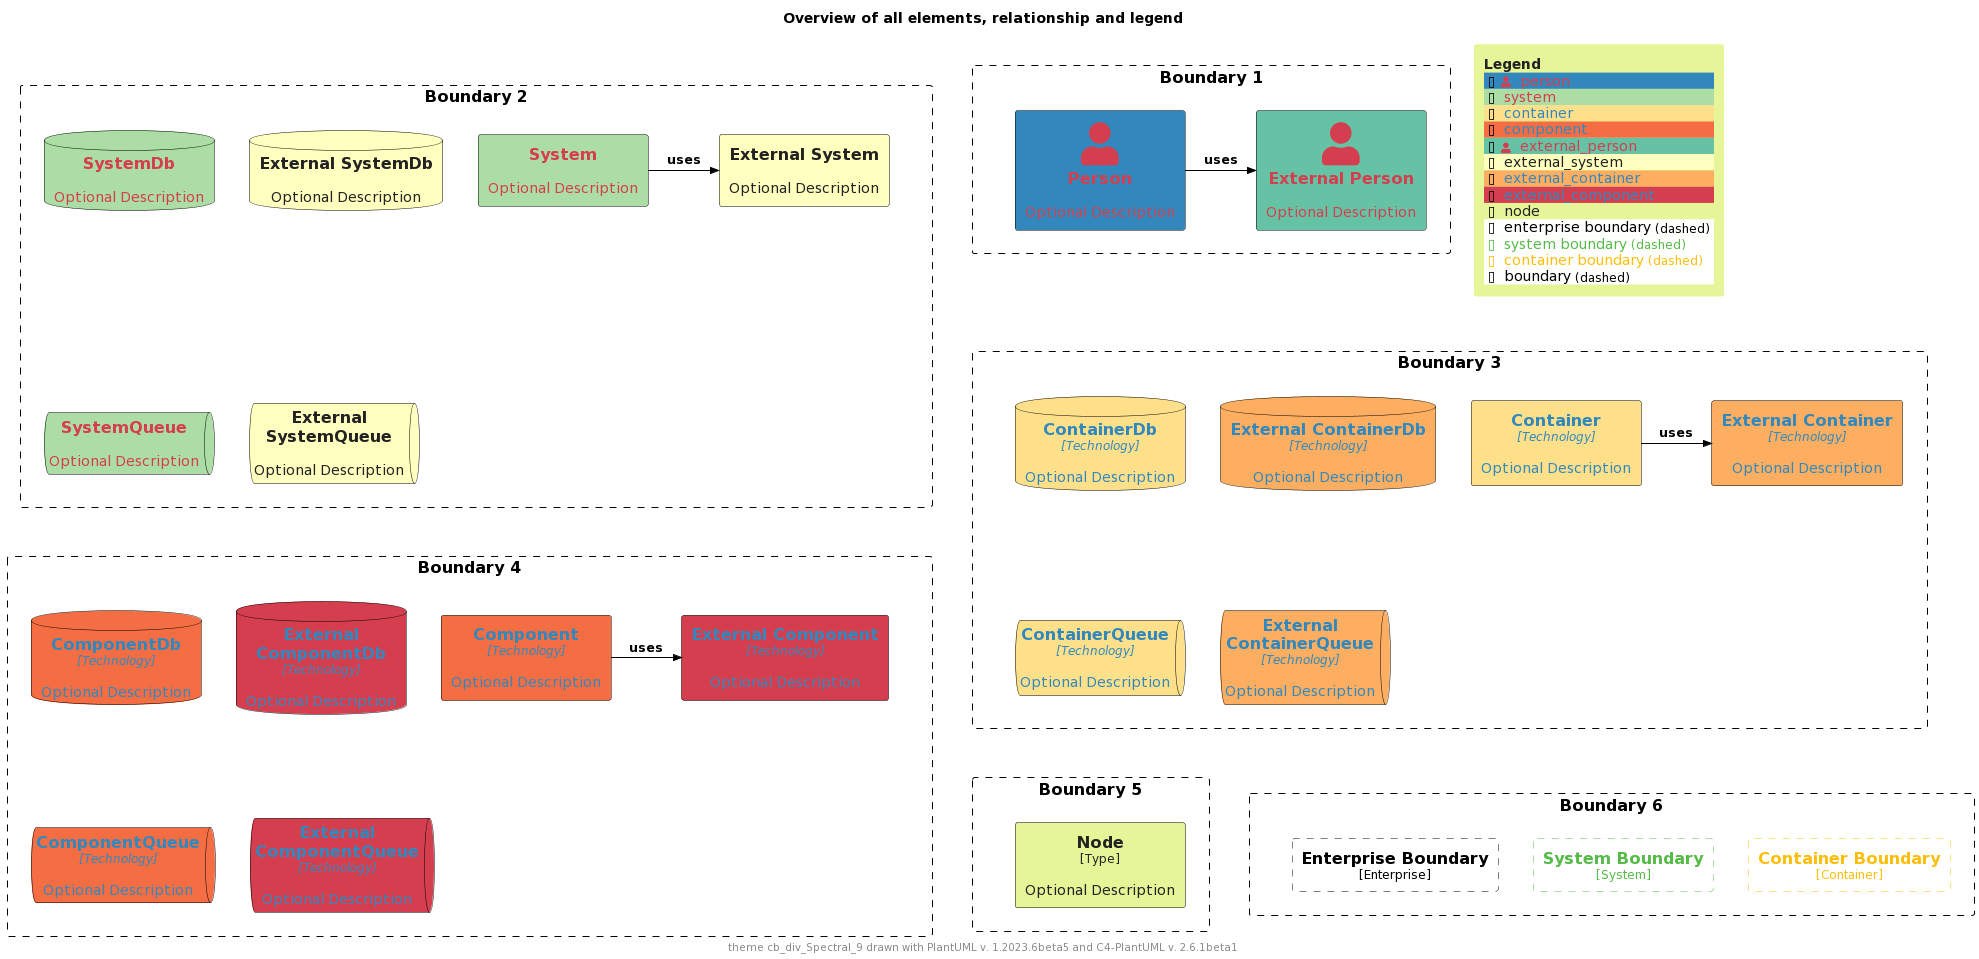 Overview of all elements, relationship and legend
Boundary 2
SystemDb
Optional Description
External SystemDb
Optional Description
System
Optional Description
uses
External System
Optional Description
SystemQueue
Optional Description
External
SystemQueue
Optional Description
Boundary 1
Person
Optional Description
uses
External Person
Optional Description
Legend
person
system
container
component
external_person
external_system
external_container
external_component
node
enterprise boundary (dashed)
system boundary (dashed)
container boundary (dashed)
boundary (dashed)
Boundary 3
ContainerDb
[Technology]
Optional Description
External ContainerDb
[Technology]
Optional Description
Container
[Technology]
Optional Description
uses
External Container
[Technology]
Optional Description
ContainerQueue
[Technology]
Optional Description
External
ContainerQueue
[Technology]
Optional Description
Boundary 4
ComponentDb
[Technology]
Optional Description
External
ComponentDb
[Technology]
Optional Description
Component
[Technology]
Optional Description
uses
External Component
[Technology]
Optional Description
ComponentQueue
[Technology]
Optional Description
External
ComponentQueue
[Technology]
Optional Description
Boundary 5
Node
[Type]
Optional Description
Boundary 6
Enterprise Boundary
[Enterprise]
System Boundary
[System]
Container Boundary
[Container]
theme cb_div_Spectral_9 drawn with PlantUML v. 1.2023.6beta5 and C4-PlantUML v. 2.6.1beta1